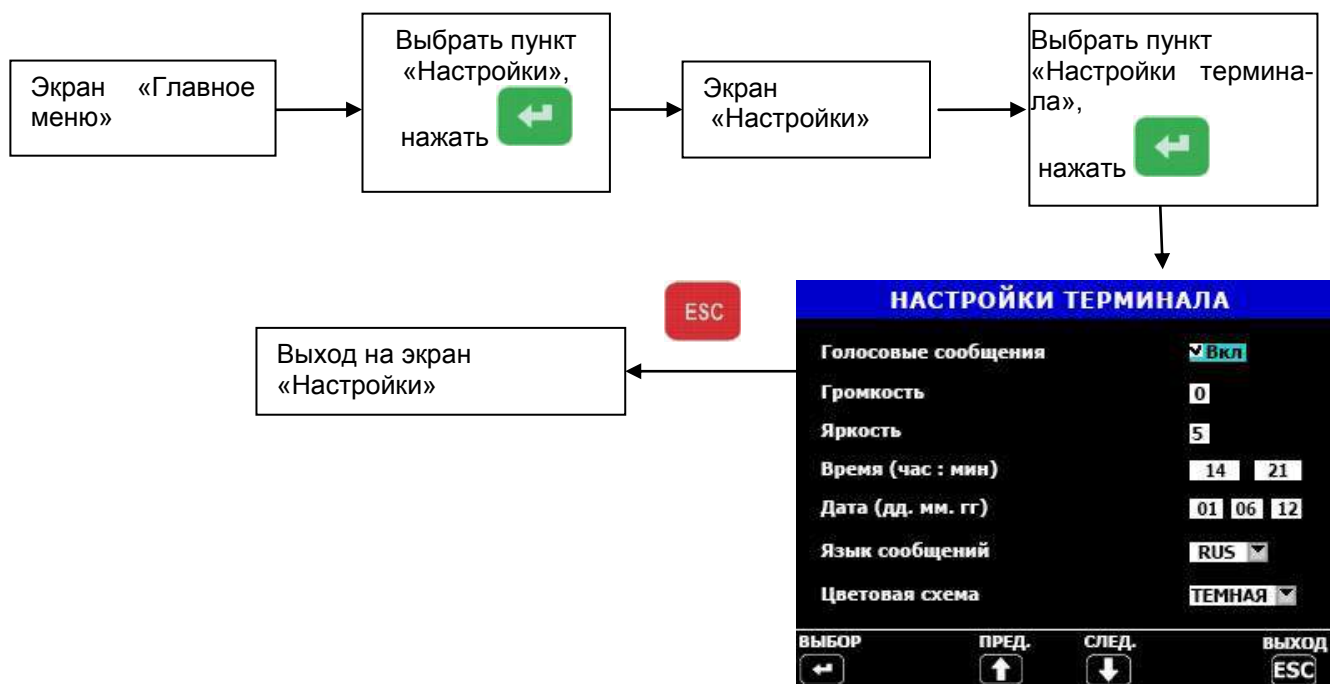 Экран «Главное
меню»
Выбрать пункт
«Настройки»,
нажать
Экран
«Настройки»
Выбрать пункт
«Настройки термина-
ла»,
нажать
ESC
Выход на экран
«Настройки»
НАСТРОЙКИ ТЕРМИНАЛА
Голосовые сообщения Вкл
Громкость 0
Яркость 5
Время (час : мин) 14 21
Дата (дд. мм. гг) 01 06 12
Язык сообщений RUS
Цветовая схема ТЕМНАЯ
ВЫБОР ПРЕД. СЛЕД. ВЫХОД
ESC